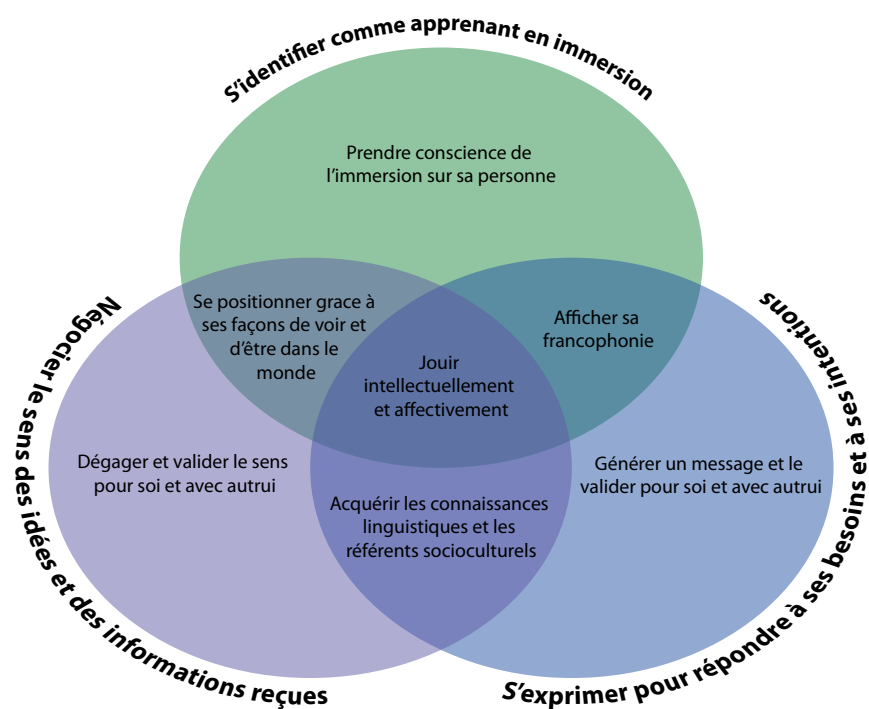 S'identifier comme apprenant en immersion
Prendre conscience de
l'immersion sur sa personne
Négocier le sens des idées et des informations reçues
S'exprimer pour répondre à ses besoins et à ses intentions
Se positionner grace à
ses façons de voir et
d'être dans le
monde
Afficher sa
francophonie
Jouir
intellectuellement
et affectivement
Dégager et valider le sens
pour soi et avec autrui
Générer un message et le
valider pour soi et avec autrui
Acquérir les connaissances
linguistiques et les
référents socioculturels